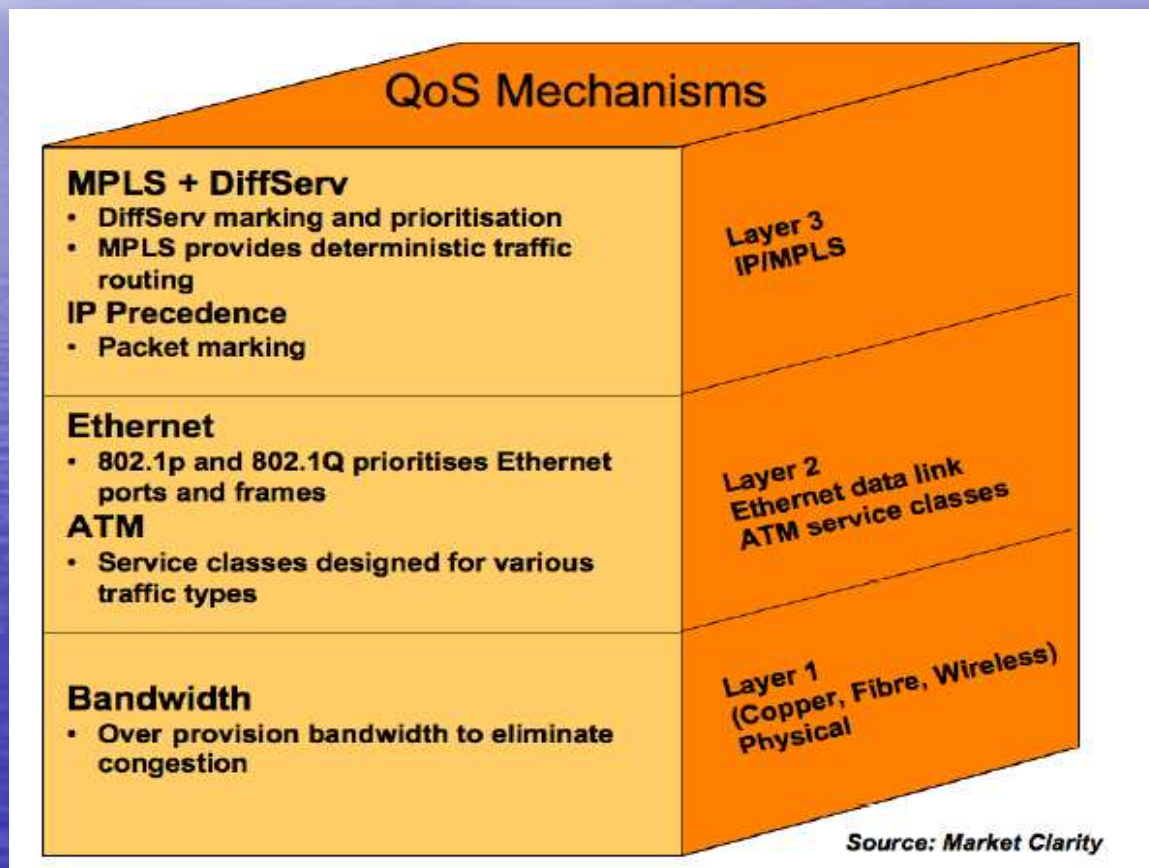 QoS Mechanisms
MPLS + DiffServ
• DiffServ marking and prioritisation
• MPLS provides deterministic traffic
routing
IP Precedence
• Packet marking
Layer 3
IP/MPLS
Ethernet
• 802.1p and 802.1Q prioritises Ethernet
ports and frames
ATM
• Service classes designed for various
traffic types
Layer 2
Ethernet data link
ATM service classes
Bandwidth
• Over provision bandwidth to eliminate
congestion
Layer 1
(Copper, Fibre, Wireless)
Physical
Source: Market Clarity